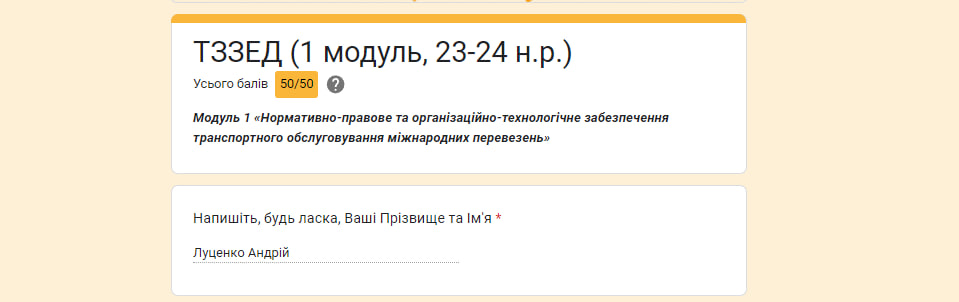 ТЗЗЕД (1 модуль, 23-24 н.р.)
Усього балів 50/50 ?
Модуль 1 «Нормативно-правове та організаційно-технологічне забезпечення
транспортного обслуговування міжнародних перевезень»
Напишіть, будь ласка, Ваші Прізвище та Ім'я *
Луценко Андрій